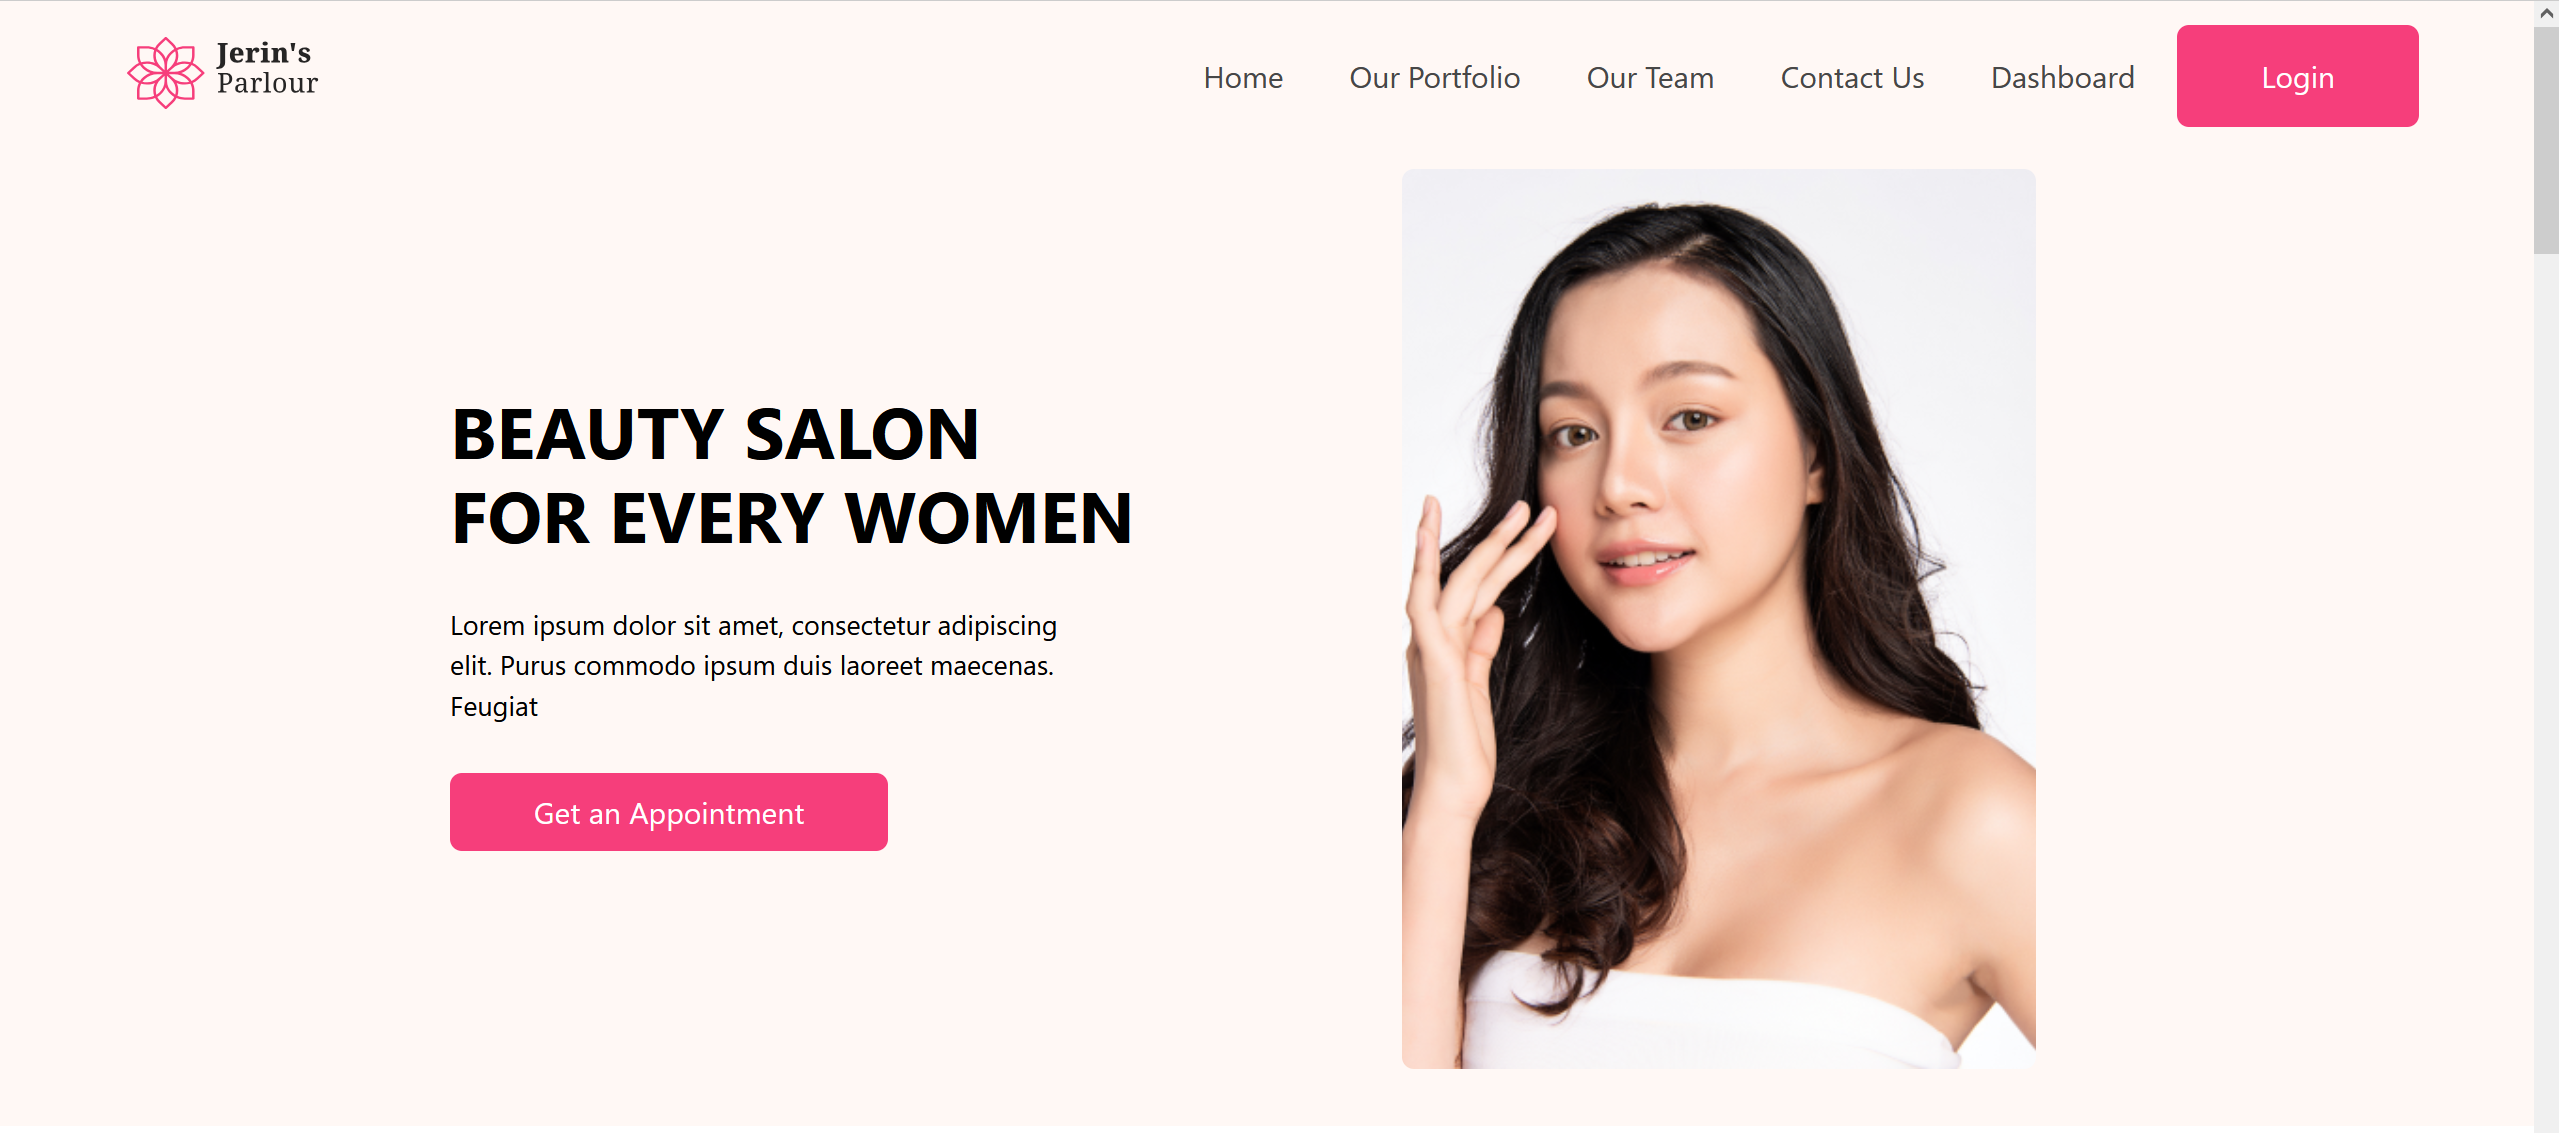 Jerin's
Parlour
Home Our Portfolio Our Team Contact Us Dashboard Login
BEAUTY SALON
FOR EVERY WOMEN
Lorem ipsum dolor sit amet, consectetur adipiscing
elit. Purus commodo ipsum duis laoreet maecenas.
Feugiat
Get an Appointment